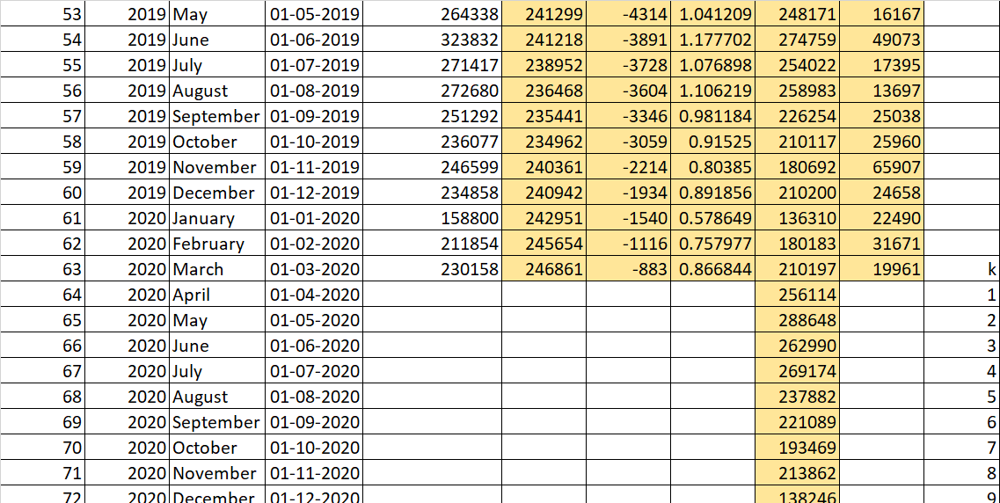 53 2019 May 01-05-2019 264338 241299 -4314 1.041209 248171 16167
54 2019 June 01-06-2019 323832 241218 -3891 1.177702 274759 49073
55 2019 July 01-07-2019 271417 238952 -3728 1.076898 254022 17395
56 2019 August 01-08-2019 272680 236468 -3604 1.106219 258983 13697
57 2019 September 01-09-2019 251292 235441 -3346 0.981184 226254 25038
58 2019 October 01-10-2019 236077 234962 -3059 0.91525 210117 25960
59 2019 November 01-11-2019 246599 240361 -2214 0.80385 180692 65907
60 2019 December 01-12-2019 234858 240942 -1934 0.891856 210200 24658
61 2020 January 01-01-2020 158800 242951 -1540 0.578649 136310 22490
62 2020 February 01-02-2020 211854 245654 -1116 0.757977 180183 31671
63 2020 March 01-03-2020 230158 246861 -883 0.866844 210197 19961 k
64 2020 April 01-04-2020 256114 1
65 2020 May 01-05-2020 288648 2
66 2020 June 01-06-2020 262990 3
67 2020 July 01-07-2020 269174 4
68 2020 August 01-08-2020 237882 5
69 2020 September 01-09-2020 221089 6
70 2020 October 01-10-2020 193469 7
71 2020 November 01-11-2020 213862 8
72 2020 December 01-12-2020 138246 9